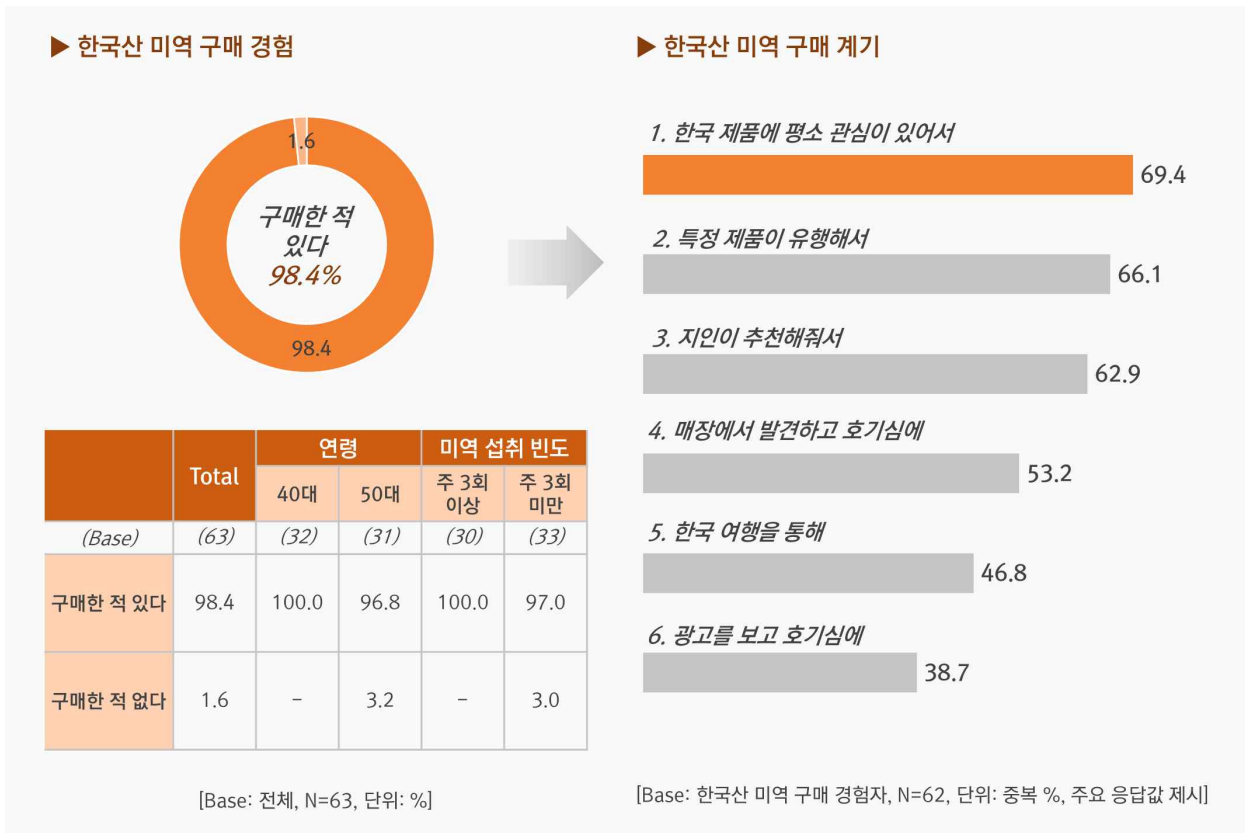 ▶ 한국산 미역 구매 경험
1.6
구매한 적
있다
98.4%
98.4
연령
미역 섭취 빈도
Total
40대
50대
주 3회
이상
주 3회
미만
(Base)
(63)
(32)
(31)
(30)
(33)
구매한 적 있다
98.4
100.0
96.8
100.0
97.0
구매한 적 없다
1.6
–
3.2
–
3.0
[Base: 전체, N=63, 단위: %]
▶ 한국산 미역 구매 계기
1. 한국 제품에 평소 관심이 있어서
69.4
2. 특정 제품이 유행해서
66.1
3. 지인이 추천해줘서
62.9
4. 매장에서 발견하고 호기심에
53.2
5. 한국 여행을 통해
46.8
6. 광고를 보고 호기심에
38.7
[Base: 한국산 미역 구매 경험자, N=62, 단위: 중복 %, 주요 응답값 제시]